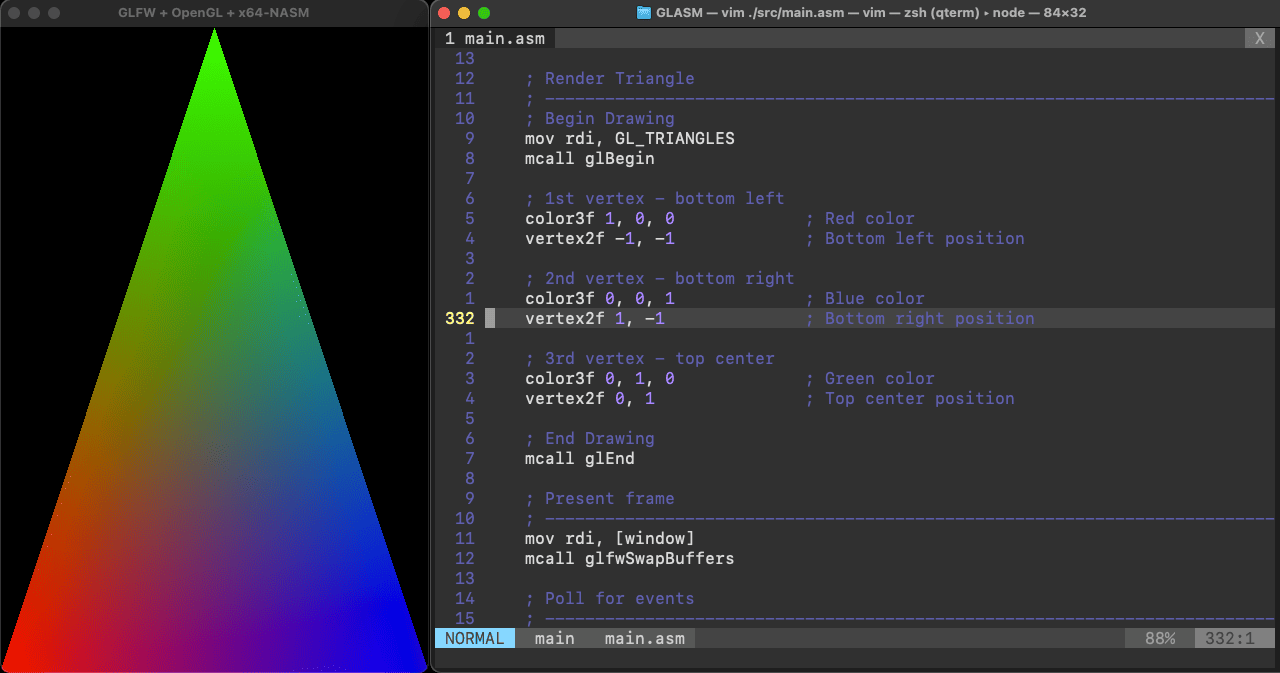 GLFW + OpenGL + x64-NASM
GLASM — vim ./src/main.asm — vim — zsh (qterm) ▸ node — 84×32
1 main.asm X
13
12 ; Render Triangle
11 ; -------------------------------------------------------------------------
10 ; Begin Drawing
9 mov rdi, GL_TRIANGLES
8 mcall glBegin
7
6 ; 1st vertex - bottom left
5 color3f 1, 0, 0 ; Red color
4 vertex2f -1, -1 ; Bottom left position
3
2 ; 2nd vertex - bottom right
1 color3f 0, 0, 1 ; Blue color
332 vertex2f 1, -1 ; Bottom right position
1
2 ; 3rd vertex - top center
3 color3f 0, 1, 0 ; Green color
4 vertex2f 0, 1 ; Top center position
5
6 ; End Drawing
7 mcall glEnd
8
9 ; Present frame
10 ; -------------------------------------------------------------------------
11 mov rdi, [window]
12 mcall glfwSwapBuffers
13
14 ; Poll for events
15 ; -------------------------------------------------------------------------
NORMAL main main.asm 88% 332:1